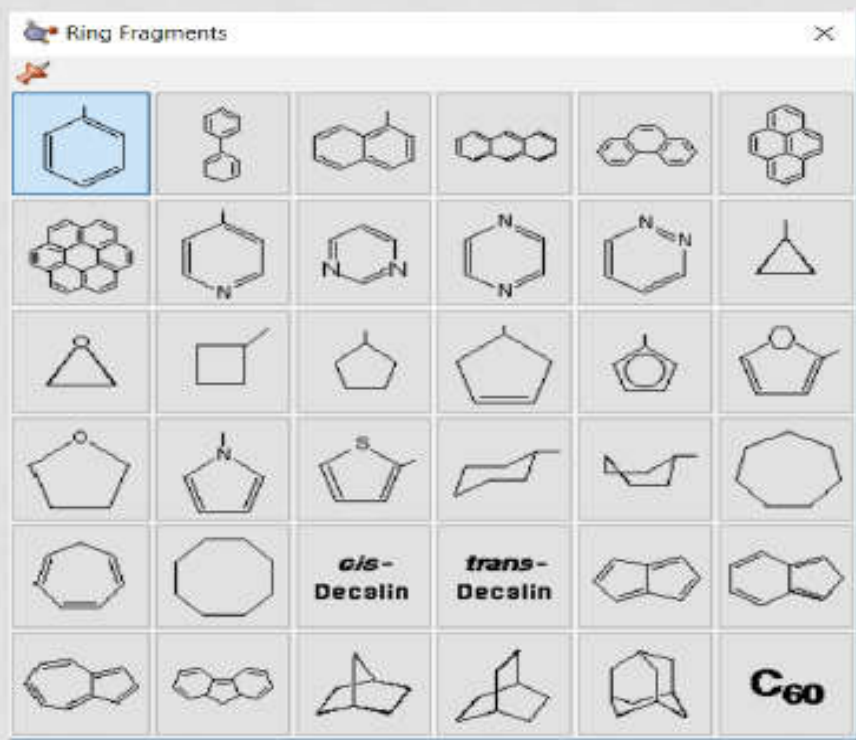 Ring Fragments
N
N N
N
N
N
N
O
O
O
N
S
cis-
Decalin
trans-
Decalin
C60